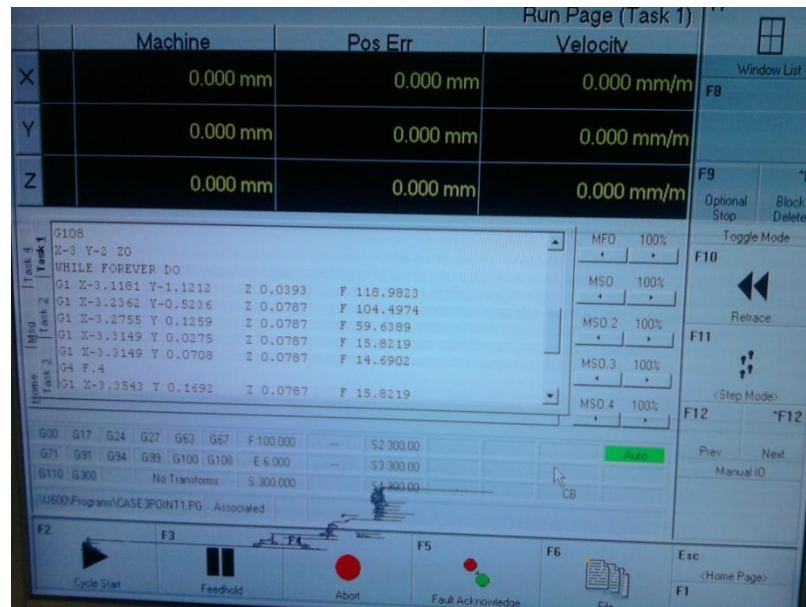 Run Page (Task 1)
Machine Pos Err Velocity
X 0.000 mm 0.000 mm 0.000 mm/m
Y 0.000 mm 0.000 mm 0.000 mm/m
Z 0.000 mm 0.000 mm 0.000 mm/m
Window List
F8
F9
Optional Stop
Block Delete
Toggle Mode
F10
Retrace
F11
<Step Mode>
F12 ^F12
Prev Next
Manual IO
Task 4 Task 1
Msg Task 2
Home Task 3
G108
X-3 Y-2 Z0
WHILE FOREVER DO
G1 X-3.1181 Y-1.1212 Z 0.0393 F 118.9823
G1 X-3.2362 Y-0.5236 Z 0.0787 F 104.4974
G1 X-3.2755 Y 0.1259 Z 0.0787 F 59.6389
G1 X-3.3149 Y 0.0275 Z 0.0787 F 15.8219
G1 X-3.3149 Y 0.0708 Z 0.0787 F 14.6902
G4 F.4
G1 X-3.3543 Y 0.1692 Z 0.0787 F 15.8219
MFO 100%
MSO 100%
MSO.2 100%
MSO.3 100%
MSO.4 100%
G00 G17 G24 G27 G63 G67 F 100.000 -- S2 300.00
G71 G91 G94 G99 G100 G108 E 6.000 -- S3 300.00
G110 G300 No Transforms S 300.000 S4 300.00
Auto
CB
\U600\Programs\CASE3POINT1.PG Associated
F2 Cycle Start
F3 Feedhold
F4 Abort
F5 Fault Acknowledge
F6
Esc
<Home Page>
F1